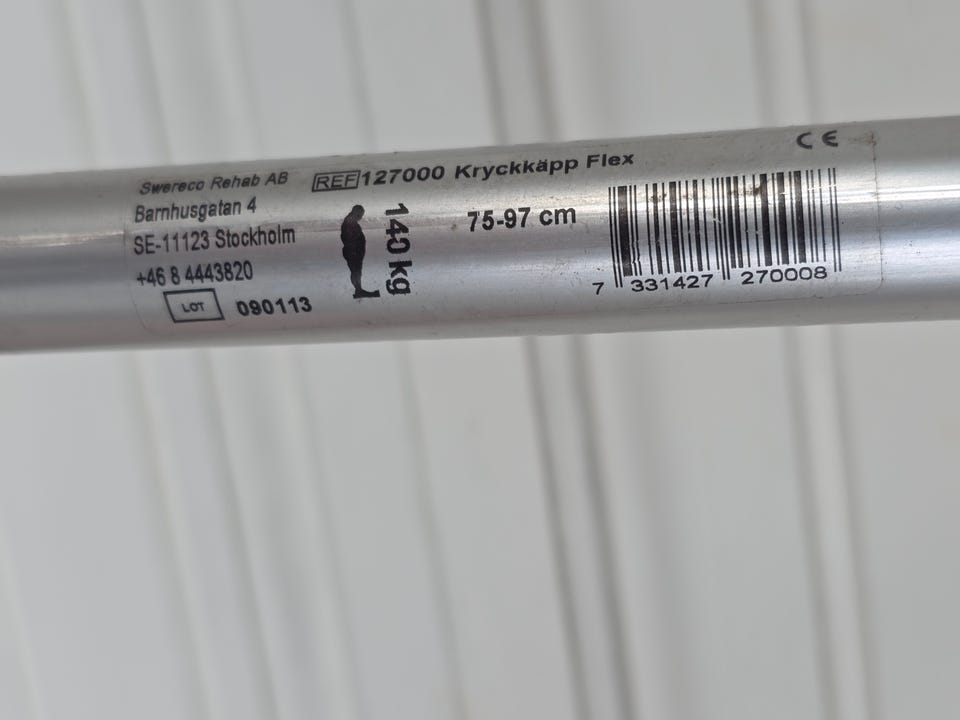 Swereco Rehab AB
Barnhusgatan 4
SE-11123 Stockholm
+46 8 4443820
LOT 090113
REF 127000 Kryckkäpp Flex
140 kg
75-97 cm
CE
7 331427 270008